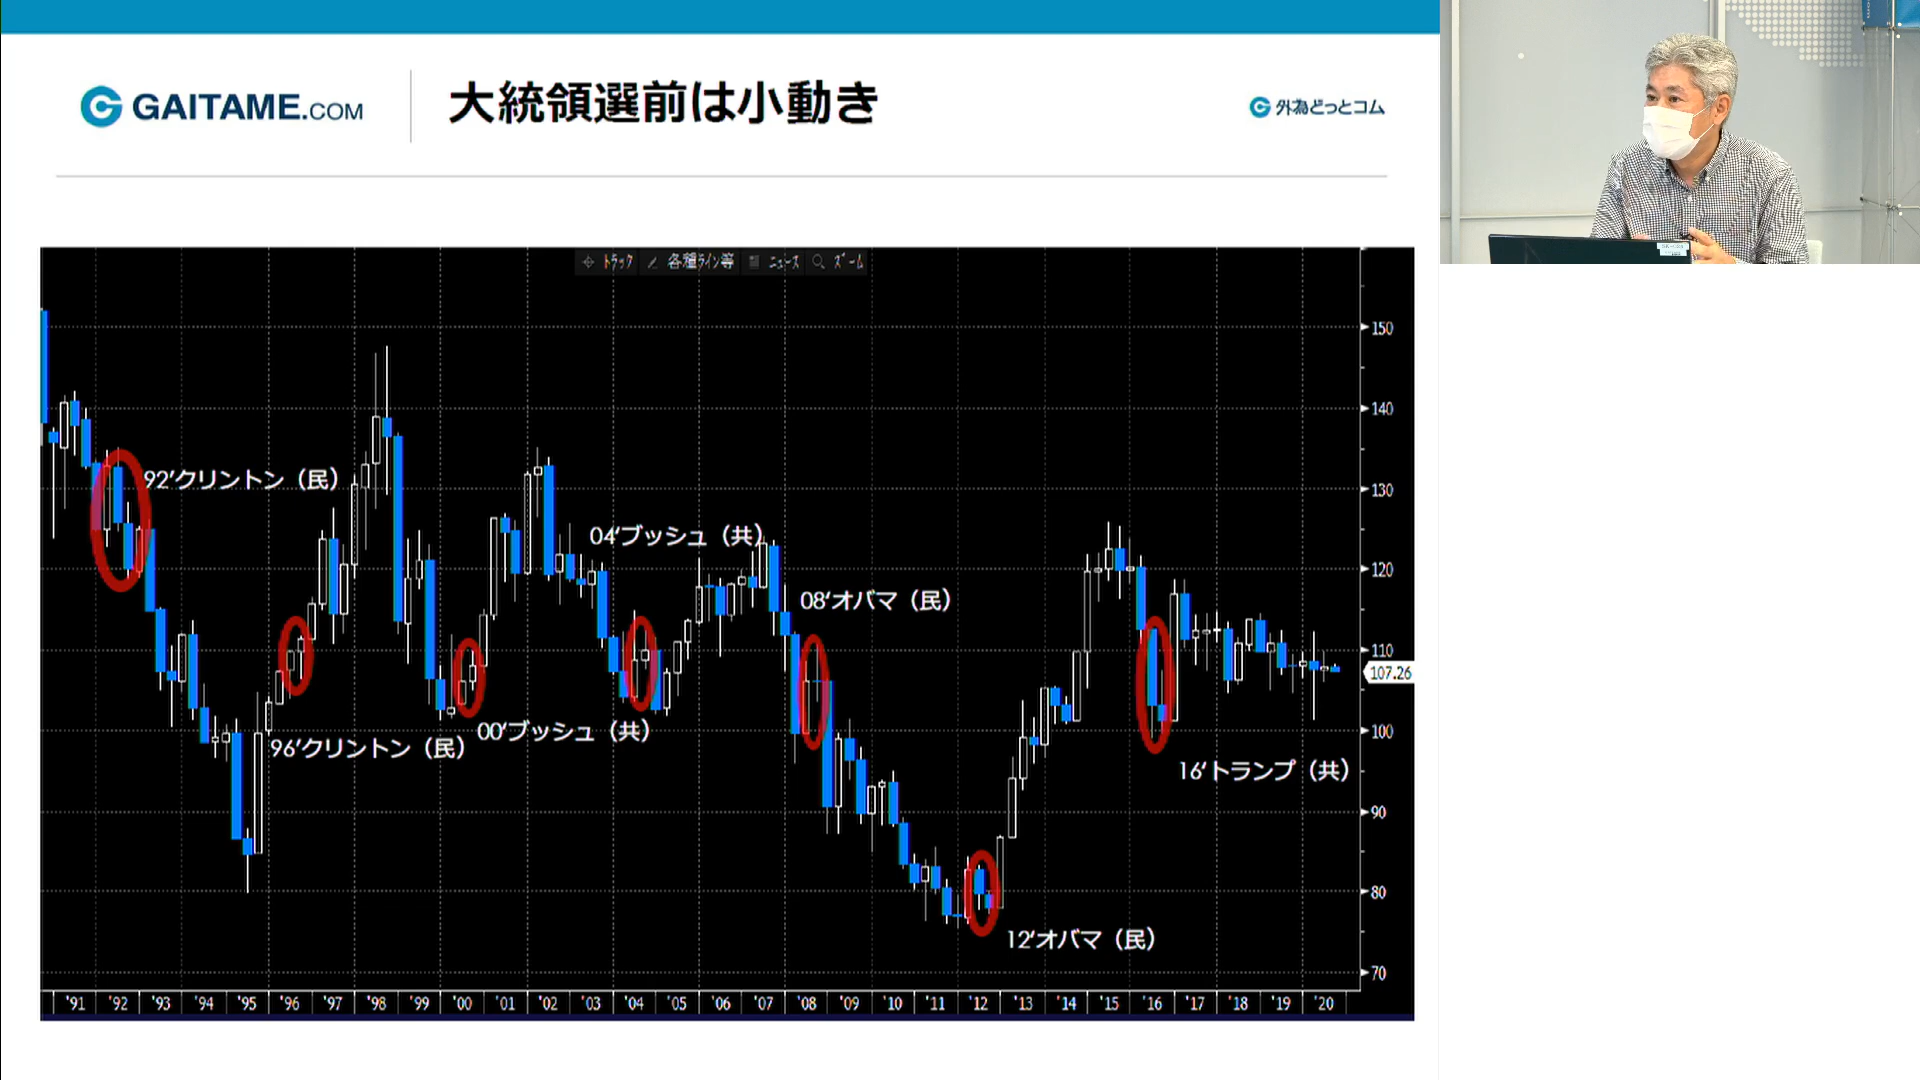 GAITAME.COM
大統領選前は小動き
外為どっとコム
トラック 各種ライン等 ニュース ズーム
150
140
130
120
110
107.26
100
90
80
70
92’クリントン（民）
04‘ブッシュ（共）
08‘オバマ（民）
00‘ブッシュ（共）
96’クリントン（民）
16‘トランプ（共）
12‘オバマ（民）
'91 '92 '93 '94 '95 '96 '97 '98 '99 '00 '01 '02 '03 '04 '05 '06 '07 '08 '09 '10 '11 '12 '13 '14 '15 '16 '17 '18 '19 '20